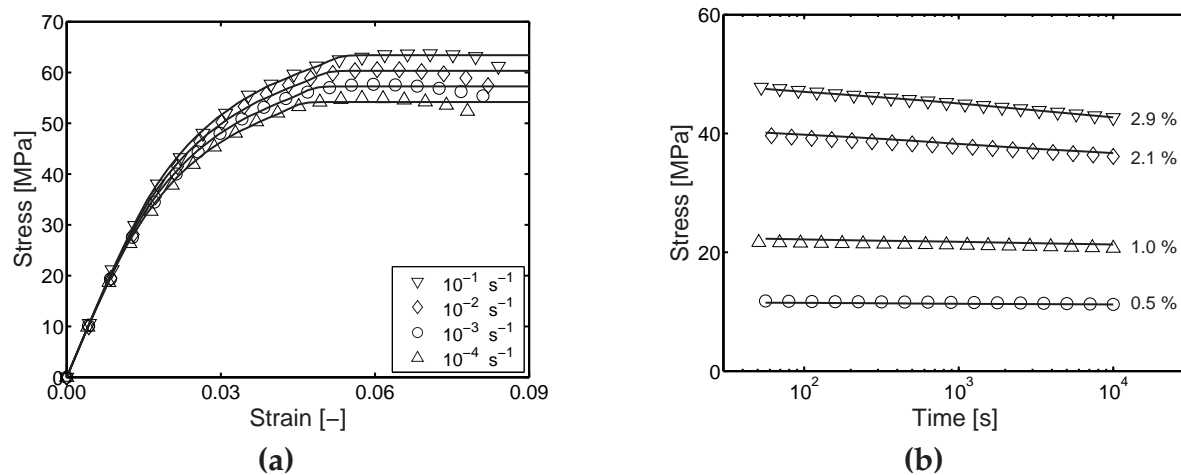 70
60
50
40
30
20
10
0
Stress [MPa]
0.00 0.03 0.06 0.09
Strain [–]
10⁻¹ s⁻¹
10⁻² s⁻¹
10⁻³ s⁻¹
10⁻⁴ s⁻¹
(a)
60
40
20
0
Stress [MPa]
2.9 %
2.1 %
1.0 %
0.5 %
10² 10³ 10⁴
Time [s]
(b)